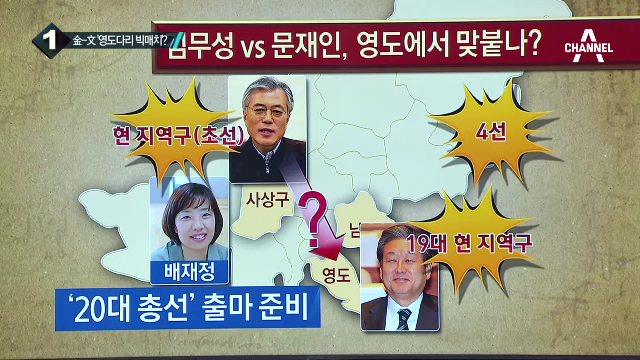 1
金-文 '영도다리 빅매치'?
김무성 vs 문재인, 영도에서 맞붙나?
CHANNEL A
현 지역구(초선)
4선
사상구
?
남
19대 현 지역구
배재정
영도
'20대 총선' 출마 준비